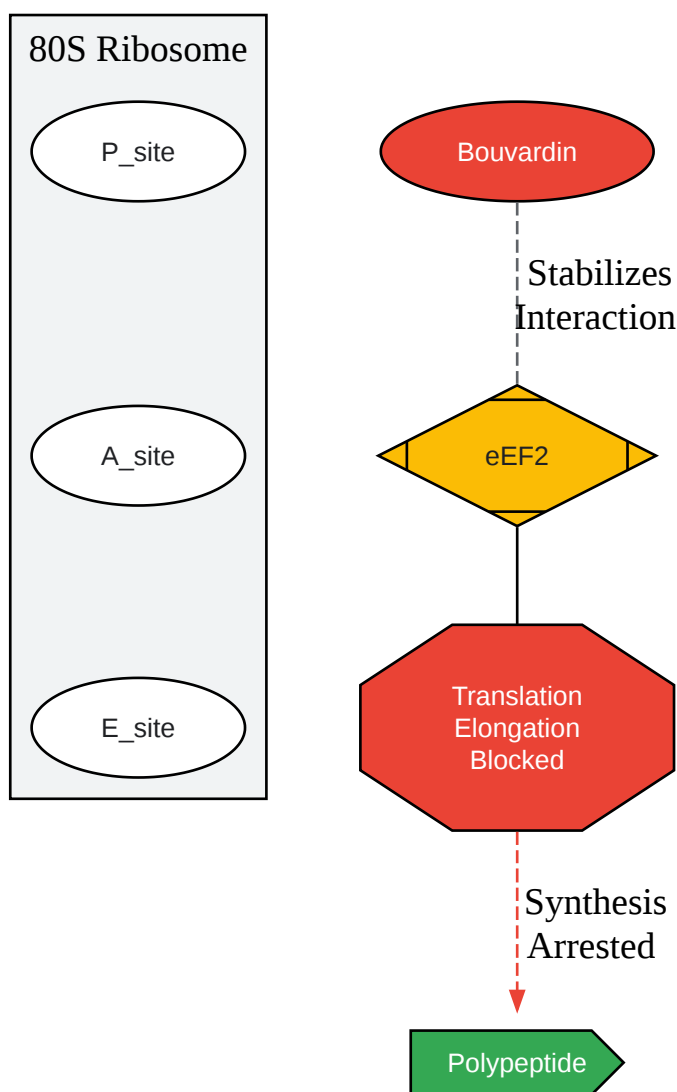 80S Ribosome
P_site
Bouvardin
Stabilizes
Interaction
A_site
eEF2
E_site
Translation
Elongation
Blocked
Synthesis
Arrested
Polypeptide